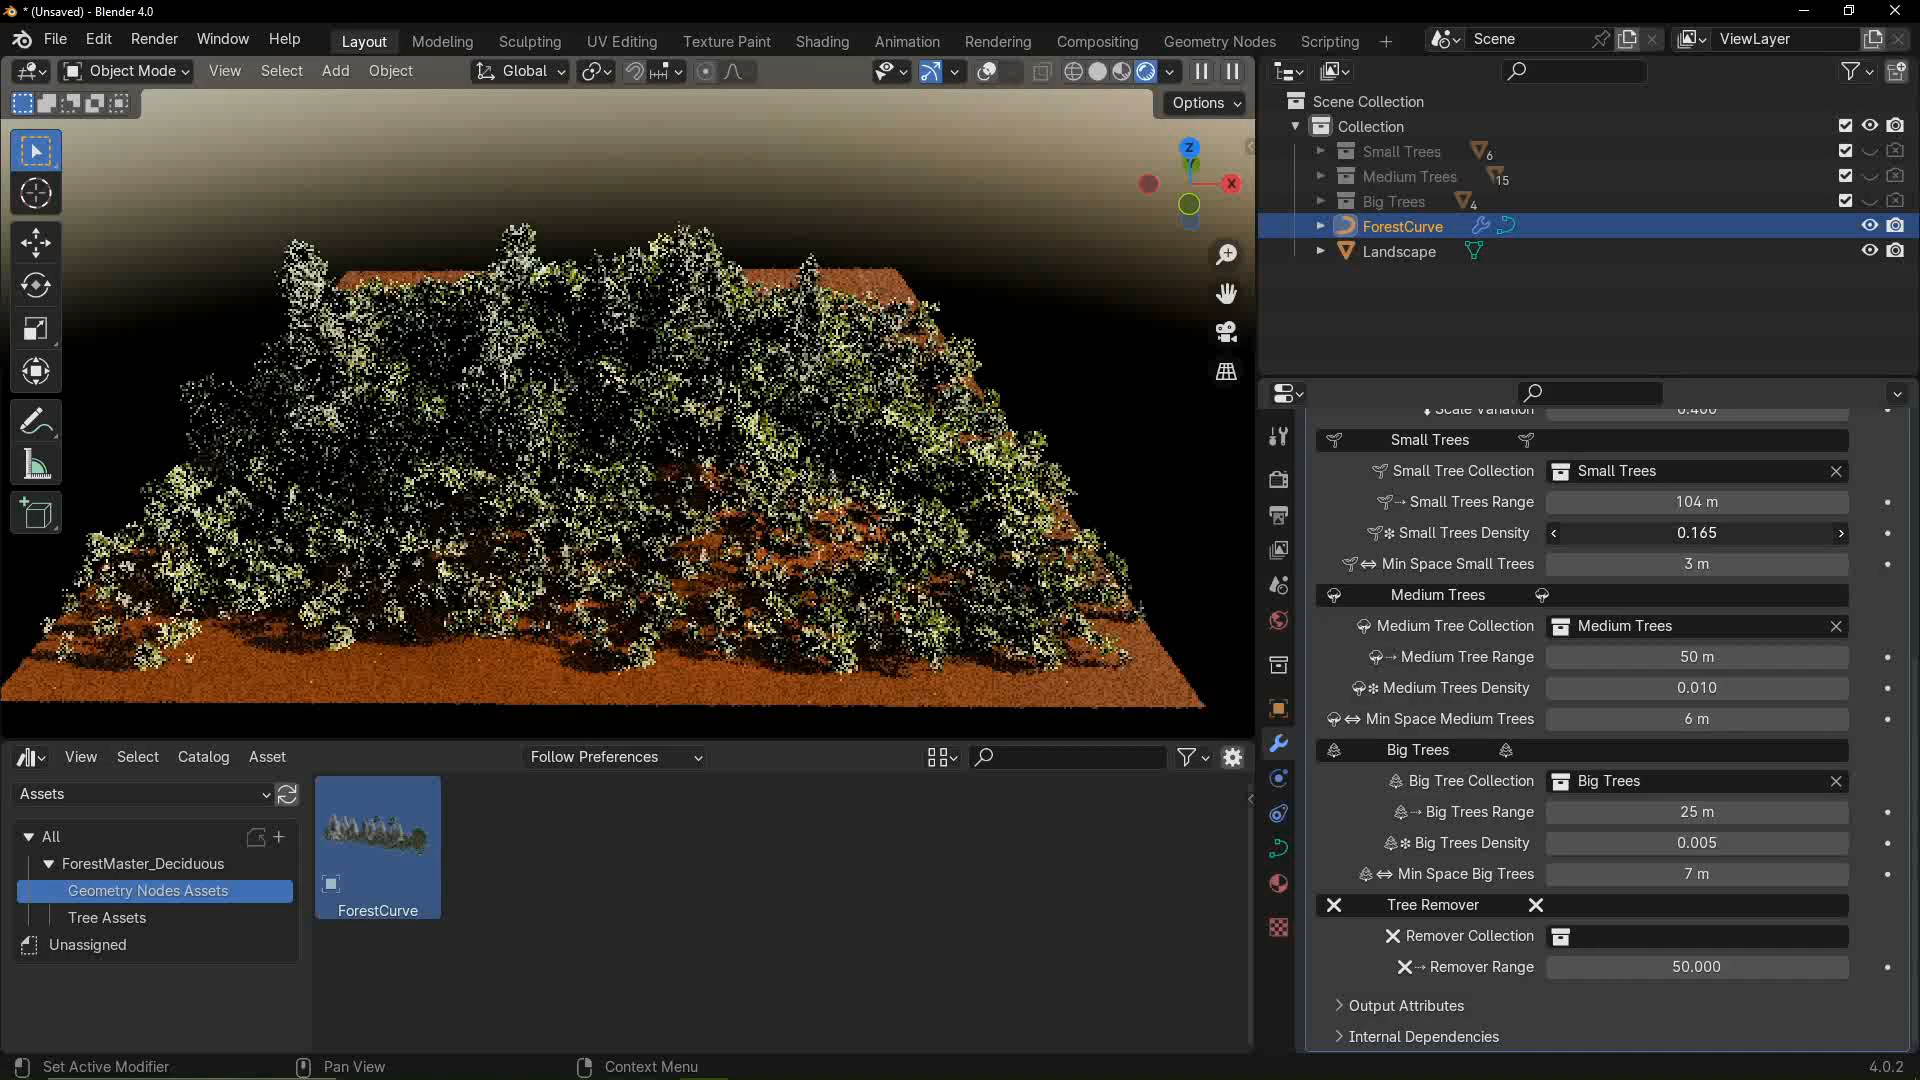 * (Unsaved) - Blender 4.0
File Edit Render Window Help Layout Modeling Sculpting UV Editing Texture Paint Shading Animation Rendering Compositing Geometry Nodes Scripting + Scene ViewLayer
Object Mode View Select Add Object Global
Options
Z
X
Scene Collection
Collection
Small Trees 6
Medium Trees 15
Big Trees 4
ForestCurve
Landscape
Scale Variation 0.400
Small Trees
Small Tree Collection Small Trees
Small Trees Range 104 m
Small Trees Density 0.165
Min Space Small Trees 3 m
Medium Trees
Medium Tree Collection Medium Trees
Medium Tree Range 50 m
Medium Trees Density 0.010
Min Space Medium Trees 6 m
Big Trees
Big Tree Collection Big Trees
Big Trees Range 25 m
Big Trees Density 0.005
Min Space Big Trees 7 m
Tree Remover
Remover Collection
Remover Range 50.000
Output Attributes
Internal Dependencies
View Select Catalog Asset Follow Preferences
Assets
All
ForestMaster_Deciduous
Geometry Nodes Assets
Tree Assets
Unassigned
ForestCurve
Set Active Modifier Pan View Context Menu 4.0.2